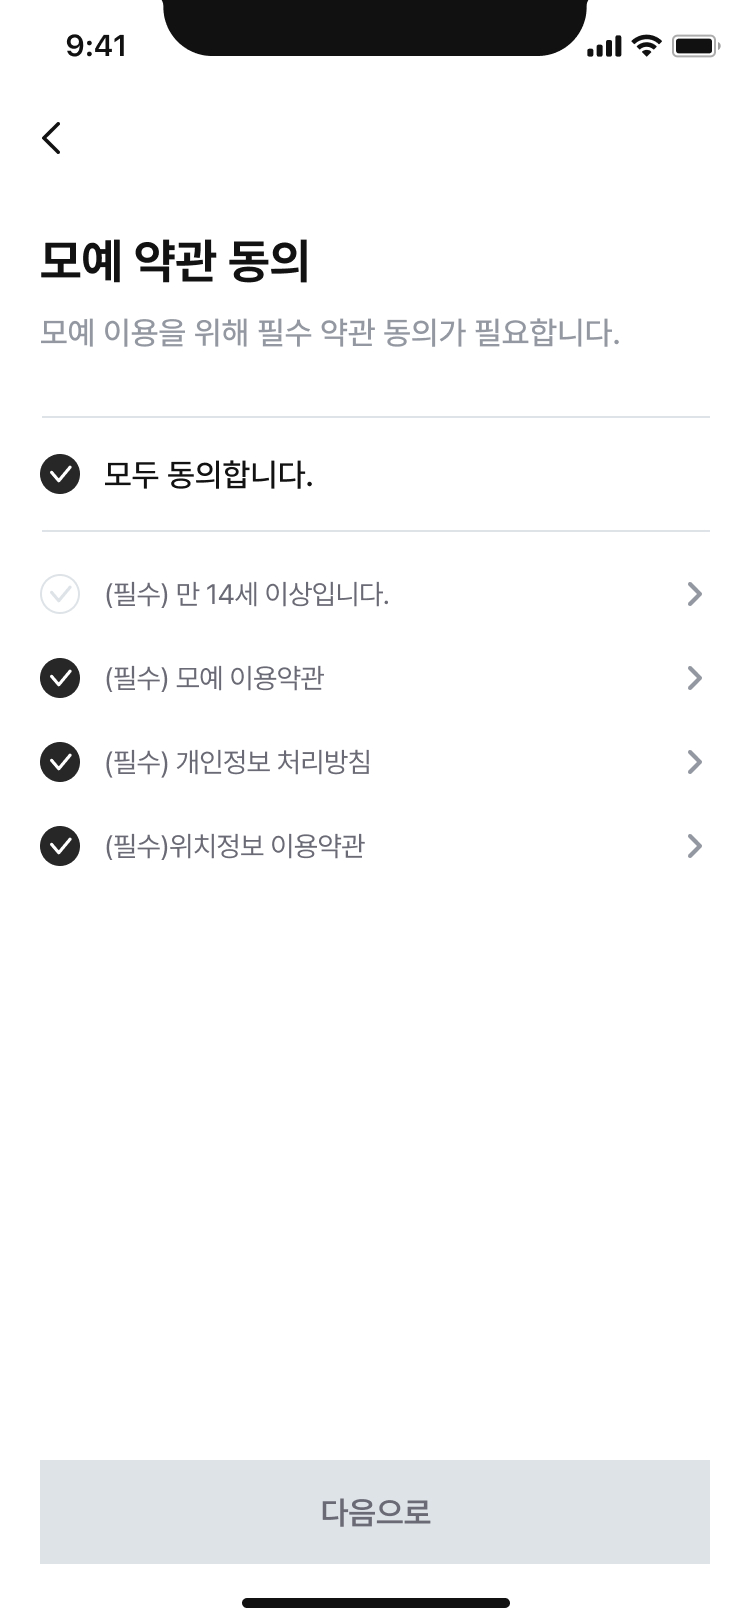 9:41
모예 약관 동의
모예 이용을 위해 필수 약관 동의가 필요합니다.
모두 동의합니다.
(필수) 만 14세 이상입니다.
(필수) 모예 이용약관
(필수) 개인정보 처리방침
(필수)위치정보 이용약관
다음으로